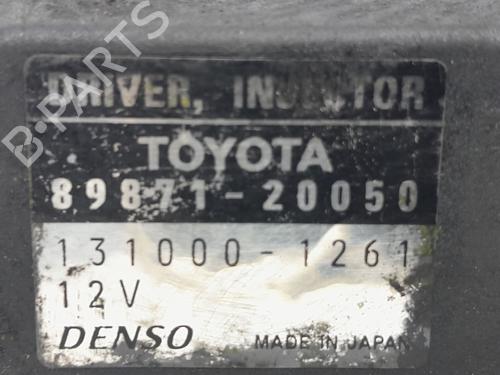 B-PARTS
DRIVER, INJECTOR
TOYOTA
89871-20050
131000-1261
12V
DENSO MADE IN JAPAN